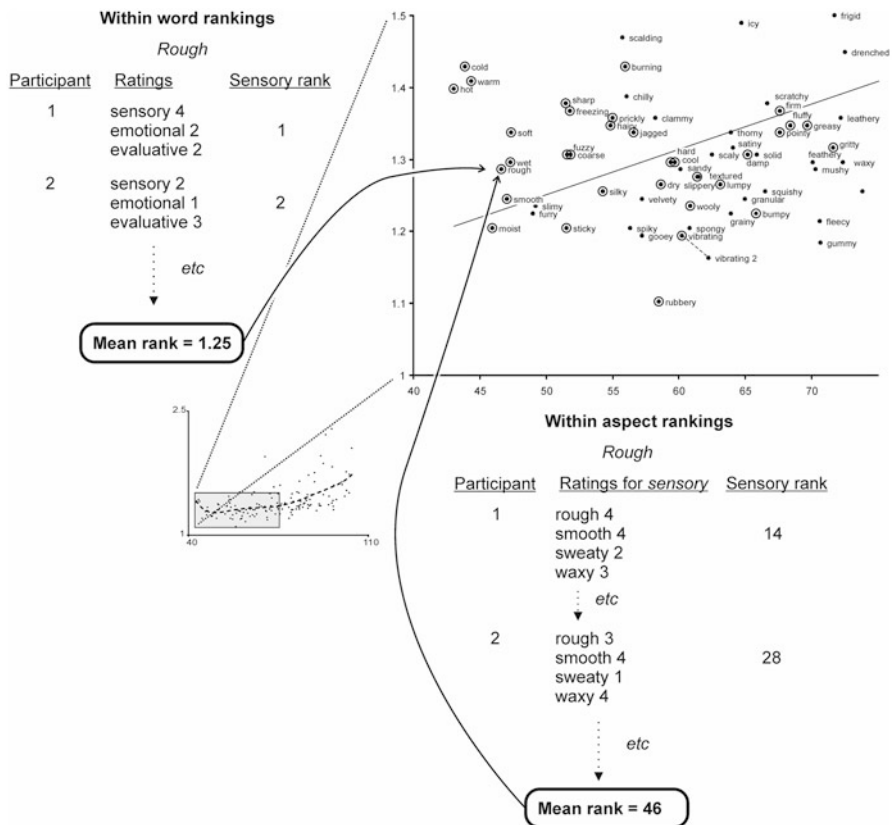 Within word rankings
Rough
Participant Ratings Sensory rank
1 sensory 4
emotional 2 1
evaluative 2
2 sensory 2
emotional 1 2
evaluative 3
etc
Mean rank = 1.25
2.5
1
40 110
1.5
1.4
1.3
1.2
1.1
1
40 45 50 55 60 65 70
frigid
icy
scalding
drenched
cold
burning
warm
hot
chilly
sharp
scratchy
freezing
firm
prickly
clammy
fluffy
leathery
hairy
greasy
soft
jagged
thorny
pointy
satiny
gritty
fuzzy
hard
scaly
solid
coarse
cool
damp
feathery
waxy
wet
rough
sandy
mushy
textured
silky
dry
slippery
lumpy
squishy
smooth
velvety
granular
slimy
wooly
furry
grainy
bumpy
fleecy
moist
sticky
spiky
spongy
gooey
vibrating
gummy
vibrating 2
rubbery
Within aspect rankings
Rough
Participant Ratings for sensory Sensory rank
1 rough 4
smooth 4 14
sweaty 2
waxy 3
etc
2 rough 3
smooth 4 28
sweaty 1
waxy 4
etc
Mean rank = 46